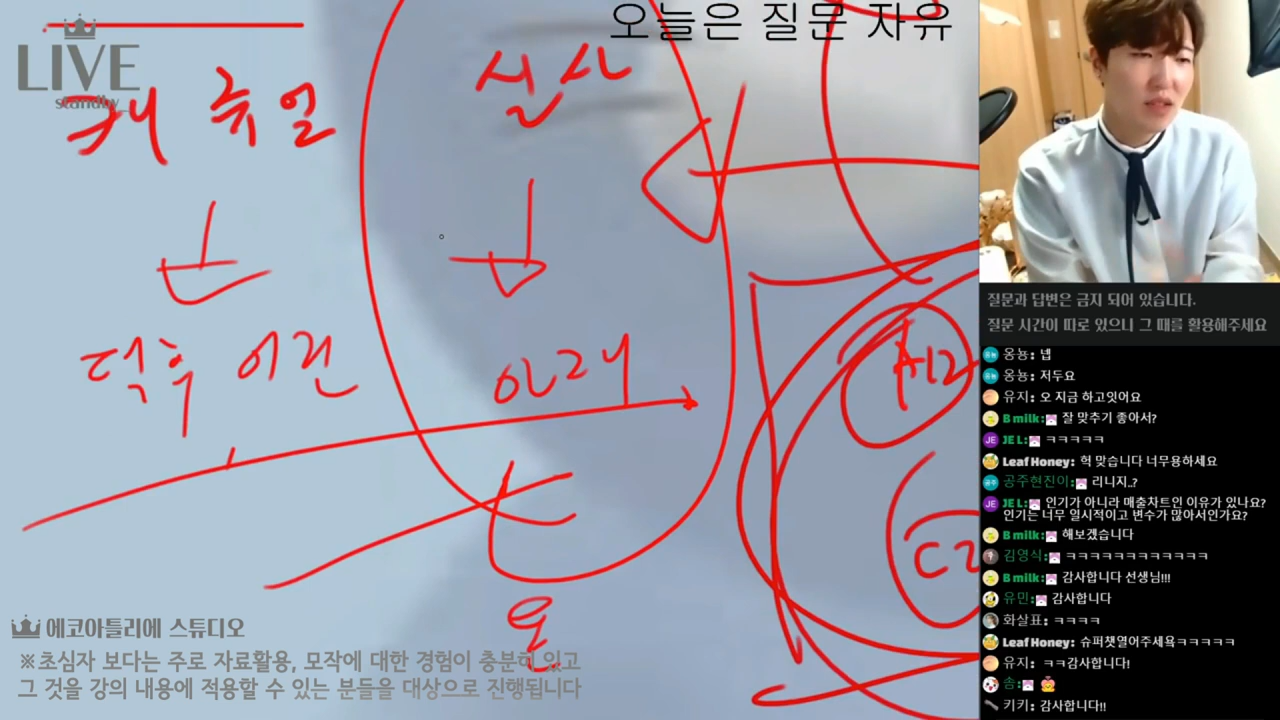 오늘은 질문 자유
LIVE
standby
캐쥬얼
실사
덕후 어린
아래
톤
에코아틀리에 스튜디오
※초심자 보다는 주로 자료활용, 모작에 대한 경험이 충분히 있고
그 것을 강의 내용에 적용할 수 있는 분들을 대상으로 진행됩니다
질문과 답변은 금지 되어 있습니다.
질문 시간이 따로 있으니 그 때를 활용해주세요
옹뇽: 넵
옹뇽: 저두요
유지: 오 지금 하고잇어요
B milk: 잘 맞추기 좋아서?
JE L: ㅋㅋㅋㅋㅋ
Leaf Honey: 헉 맞습니다 너무용하세요
공주현진이: 리니지..?
JE L: 인기가 아니라 매출차트인 이유가 있나요?
인기는 너무 일시적이고 변수가 많아서인가요?
B milk: 해보겠습니다
김영식: ㅋㅋㅋㅋㅋㅋㅋㅋㅋㅋㅋㅋ
B milk: 감사합니다 선생님!!!
유민: 감사합니다
화살표: ㅋㅋㅋㅋ
Leaf Honey: 슈퍼챗열어주세욬ㅋㅋㅋㅋㅋ
유지: ㅋㅋ감사합니다!
솜:
키키: 감사합니다!!